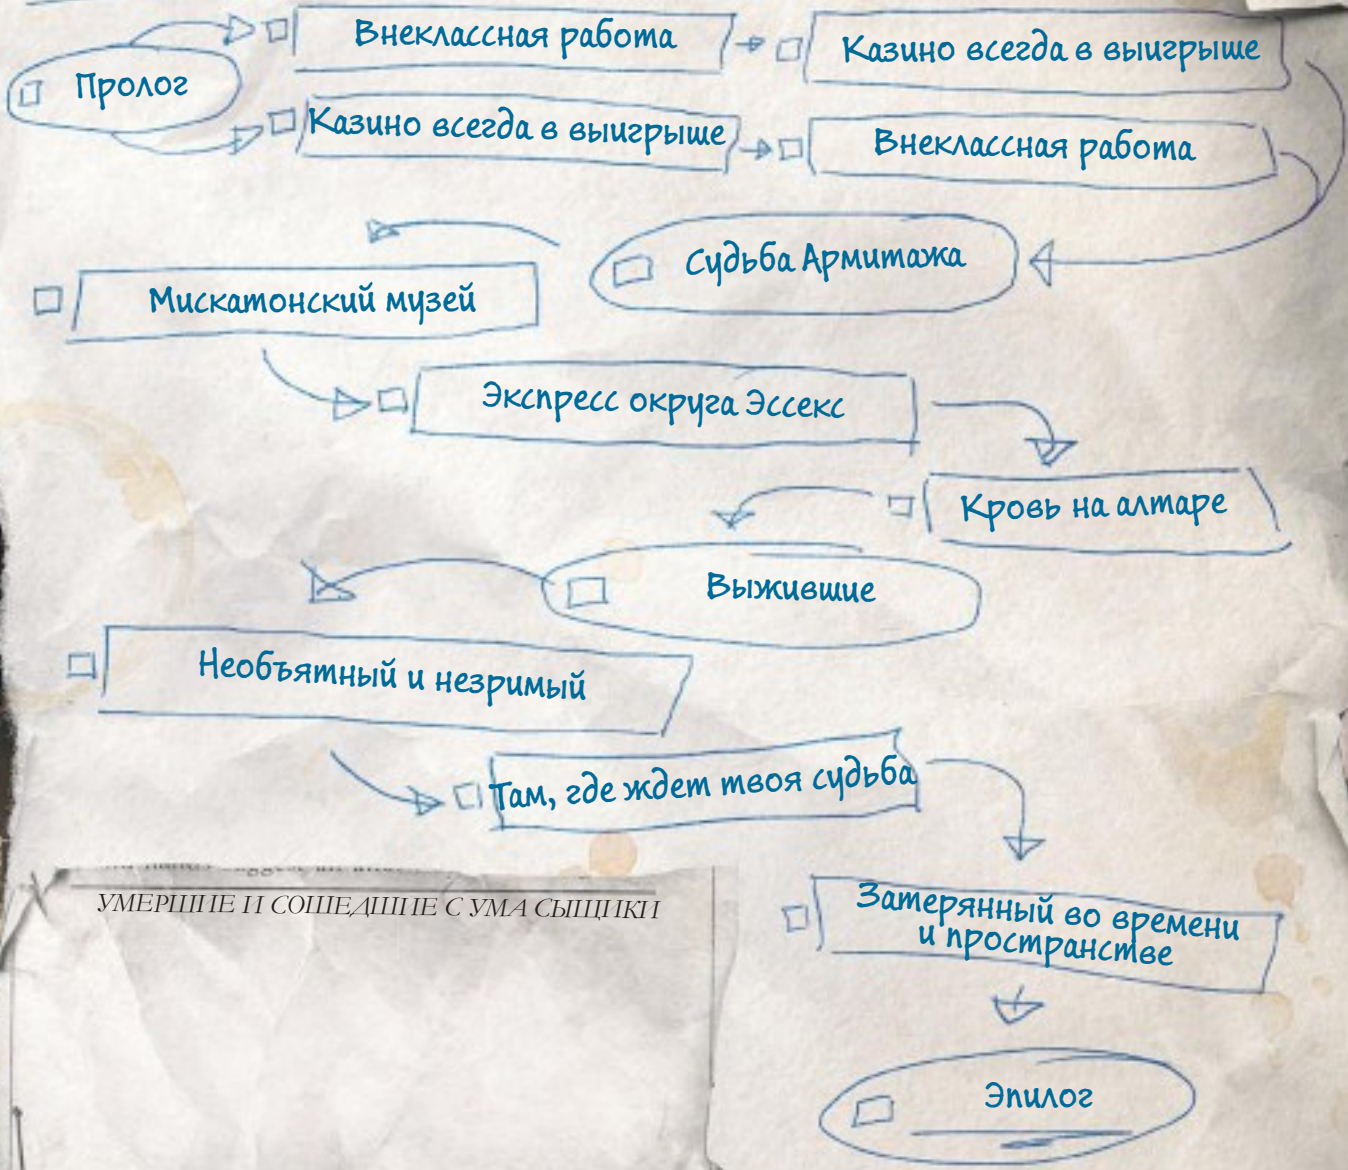 Пролог
Внеклассная работа
Казино всегда в выигрыше
Казино всегда в выигрыше
Внеклассная работа
Судьба Армитажа
Мискатонский музей
Экспресс округа Эссекс
Кровь на алтаре
Выжившие
Необъятный и незримый
Там, где ждет твоя судьба
Затерянный во времени
и пространстве
Эпилог
УМЕРШИЕ И СОШЕДШИЕ С УМА СЫЩИКИ